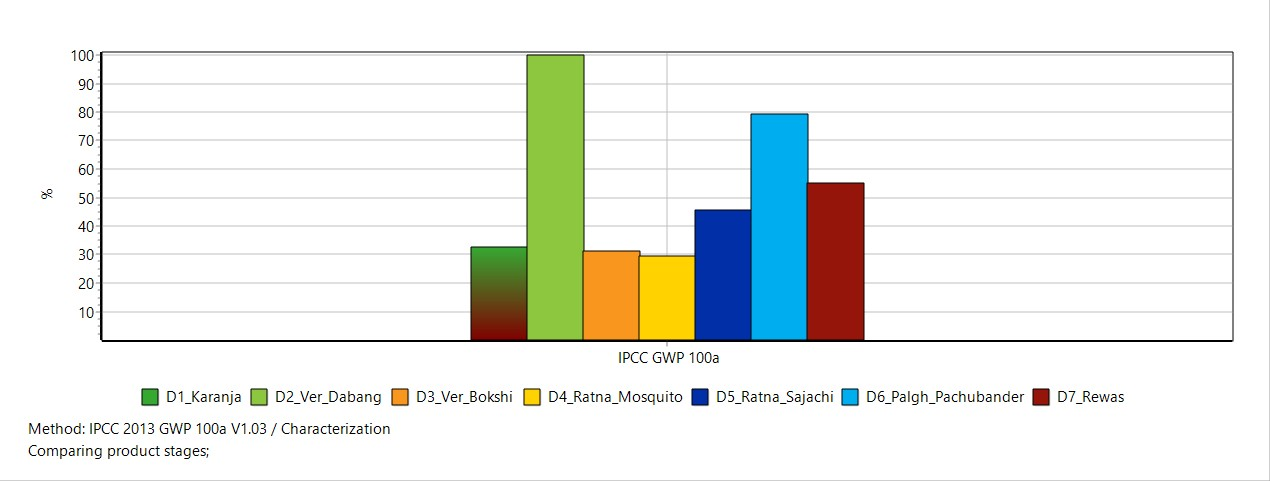 100
90
80
70
60
50
40
30
20
10
%
IPCC GWP 100a
D1_Karanja D2_Ver_Dabang D3_Ver_Bokshi D4_Ratna_Mosquito D5_Ratna_Sajachi D6_Palgh_Pachubander D7_Rewas
Method: IPCC 2013 GWP 100a V1.03 / Characterization
Comparing product stages;